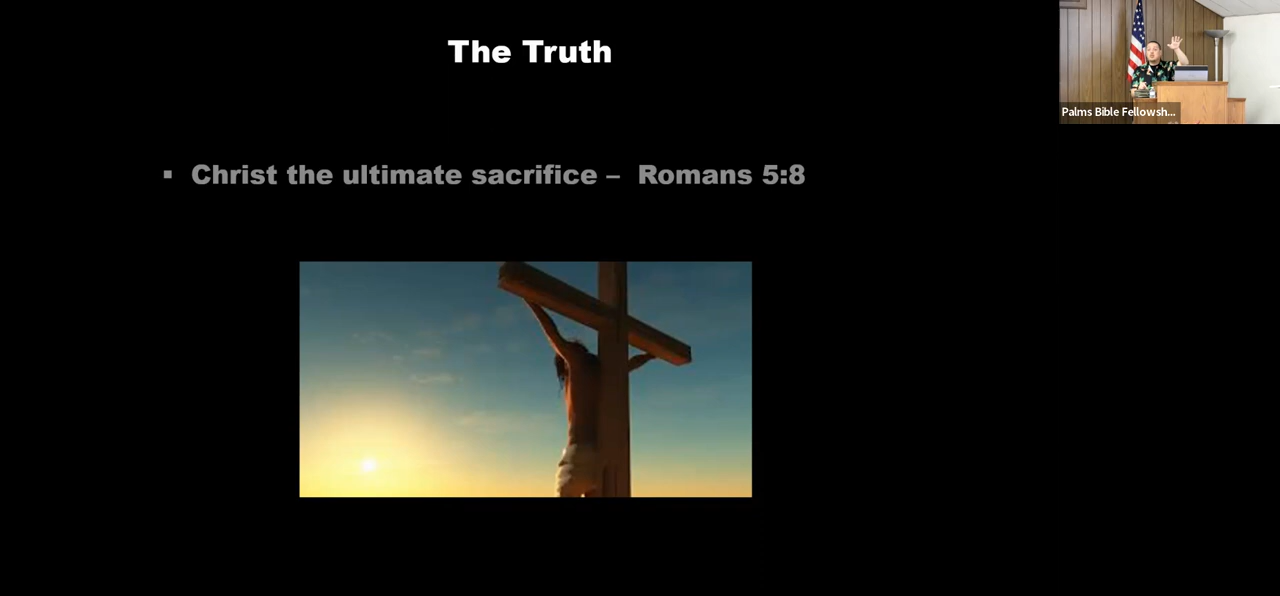 The Truth
▪ Christ the ultimate sacrifice – Romans 5:8
Palms Bible Fellowsh...